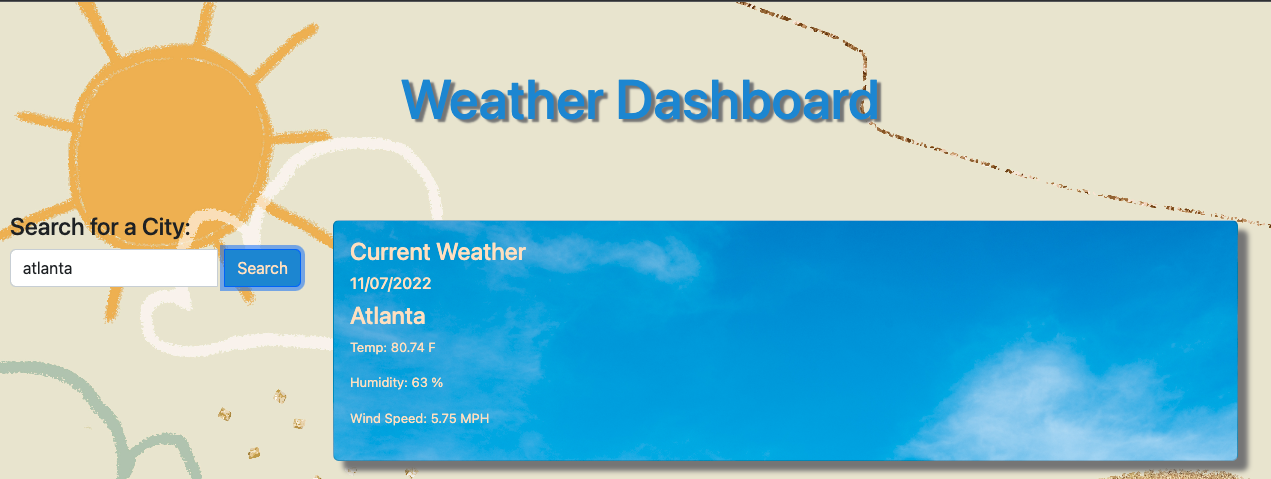 Weather Dashboard
Search for a City:
atlanta
Search
Current Weather
11/07/2022
Atlanta
Temp: 80.74 F
Humidity: 63 %
Wind Speed: 5.75 MPH